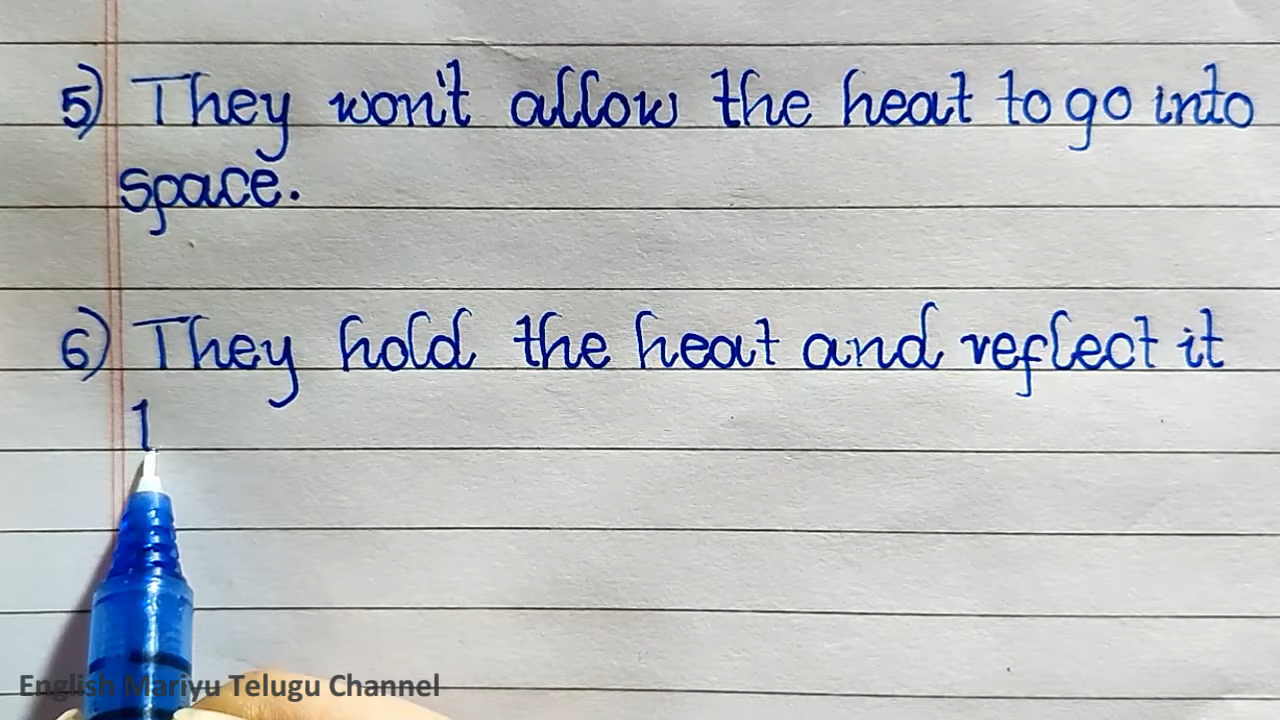 5) They won't allow the heat to go into
space.
6) They hold the heat and reflect it
English Mariyu Telugu Channel